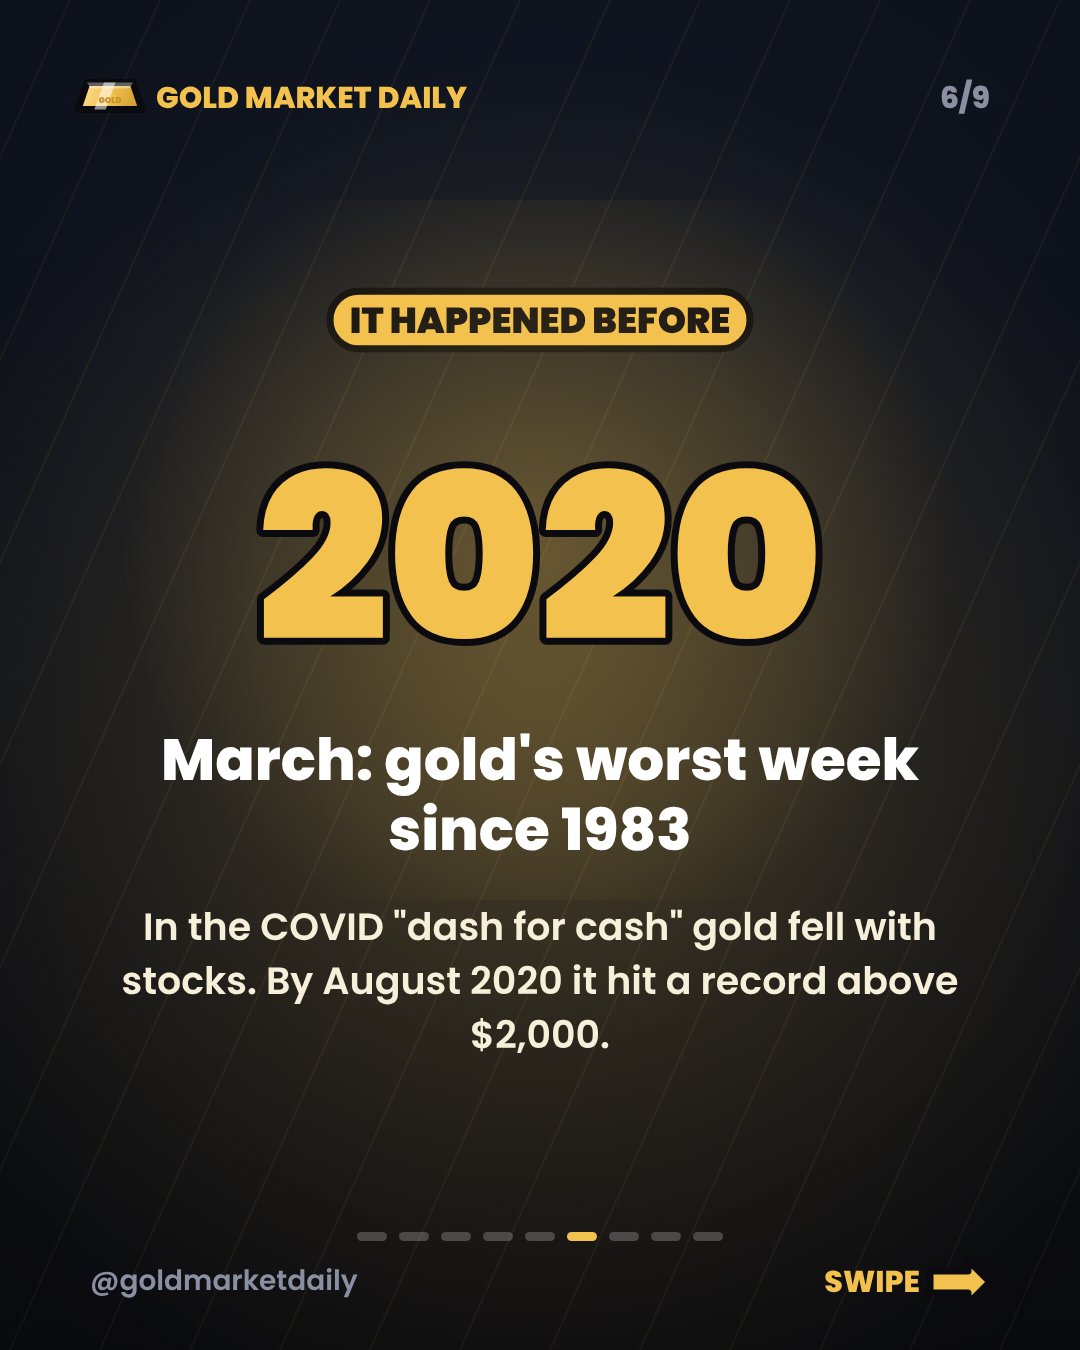 GOLD
GOLD MARKET DAILY
6/9
IT HAPPENED BEFORE
2020
March: gold's worst week
since 1983
In the COVID "dash for cash" gold fell with
stocks. By August 2020 it hit a record above
$2,000.
@goldmarketdaily
SWIPE